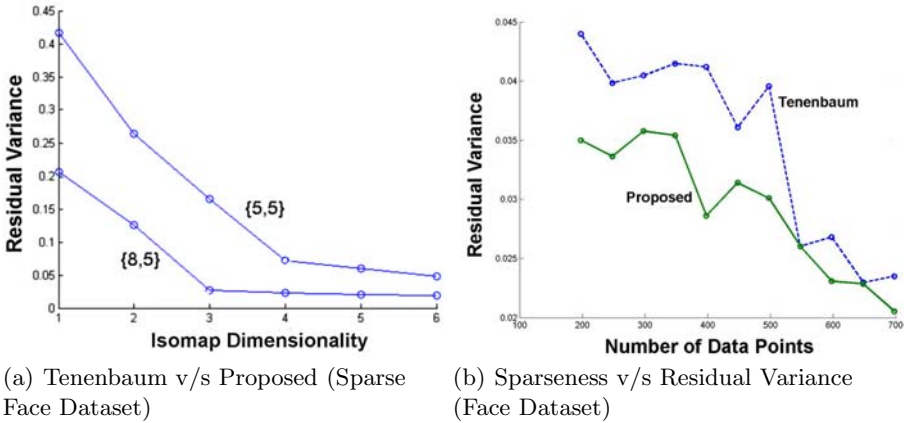 0.45
0.4
0.35
0.3
0.25
0.2
0.15
0.1
0.05
0
Residual Variance
{5,5}
{8,5}
1 2 3 4 5 6
Isomap Dimensionality
(a) Tenenbaum v/s Proposed (Sparse
Face Dataset)
0.045
0.04
0.035
0.03
0.025
0.02
Residual Variance
Tenenbaum
Proposed
100 200 300 400 500 600 700
Number of Data Points
(b) Sparseness v/s Residual Variance
(Face Dataset)